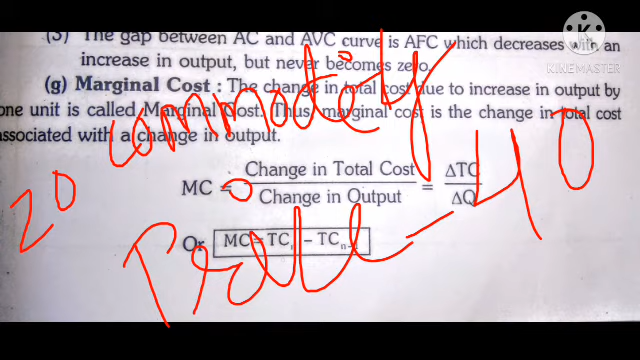 (3) The gap between AC and AVC curve is AFC which decreases with an
increase in output, but never becomes zero.
(g) Marginal Cost : The change in total cost due to increase in output by
one unit is called Marginal cost. Thus, marginal cost is the change in total cost
associated with a change in output.
MC = Change in Total Cost / Change in Output = ΔTC / ΔQ
Or MC = TCn - TCn-1
20 commodety
- 40
KINEMASTER